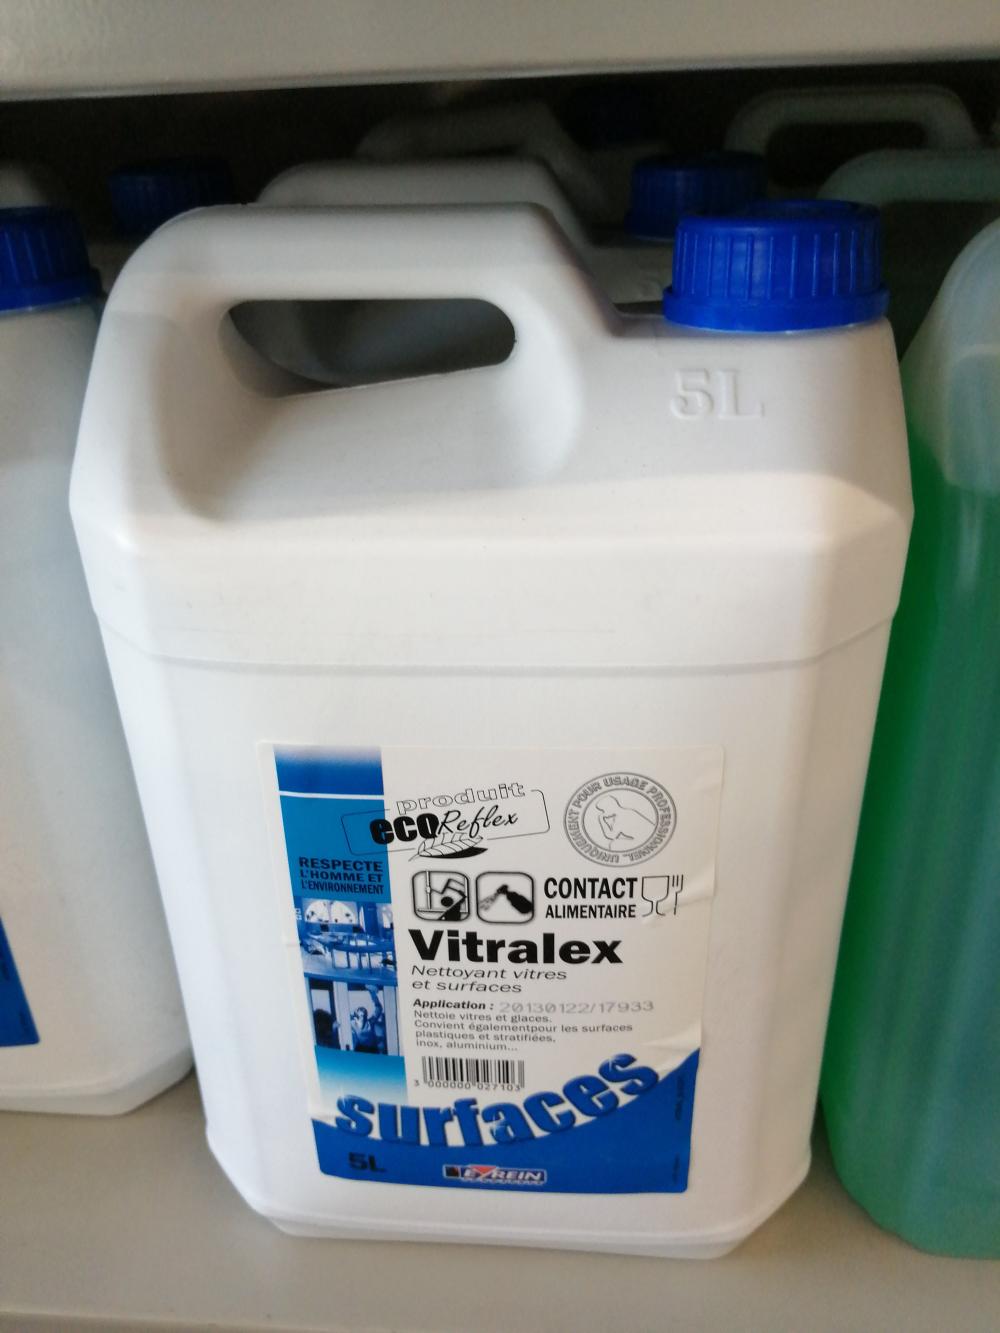 5L
produit
ecoReflex
UNIQUEMENT POUR USAGE PROFESSIONNEL
RESPECTE
L'HOMME ET
L'ENVIRONNEMENT
CONTACT
ALIMENTAIRE
Vitralex
Nettoyant vitres
et surfaces
Application : 20130122/17933
Nettoie vitres et glaces.
Convient égalementpour les surfaces
plastiques et stratifiées,
inox, aluminium...
3 000000 027103
surfaces
5L
EYREIN